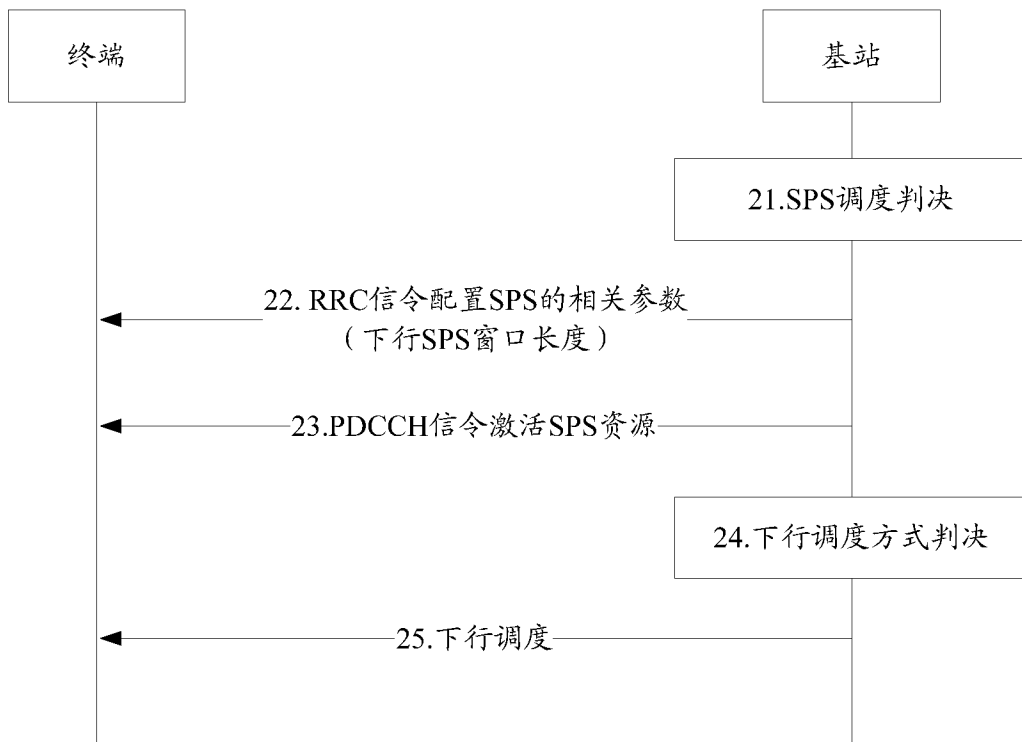 终端
基站
21.SPS调度判决
22. RRC信令配置SPS的相关参数
（下行SPS窗口长度）
23.PDCCH信令激活SPS资源
24.下行调度方式判决
25.下行调度